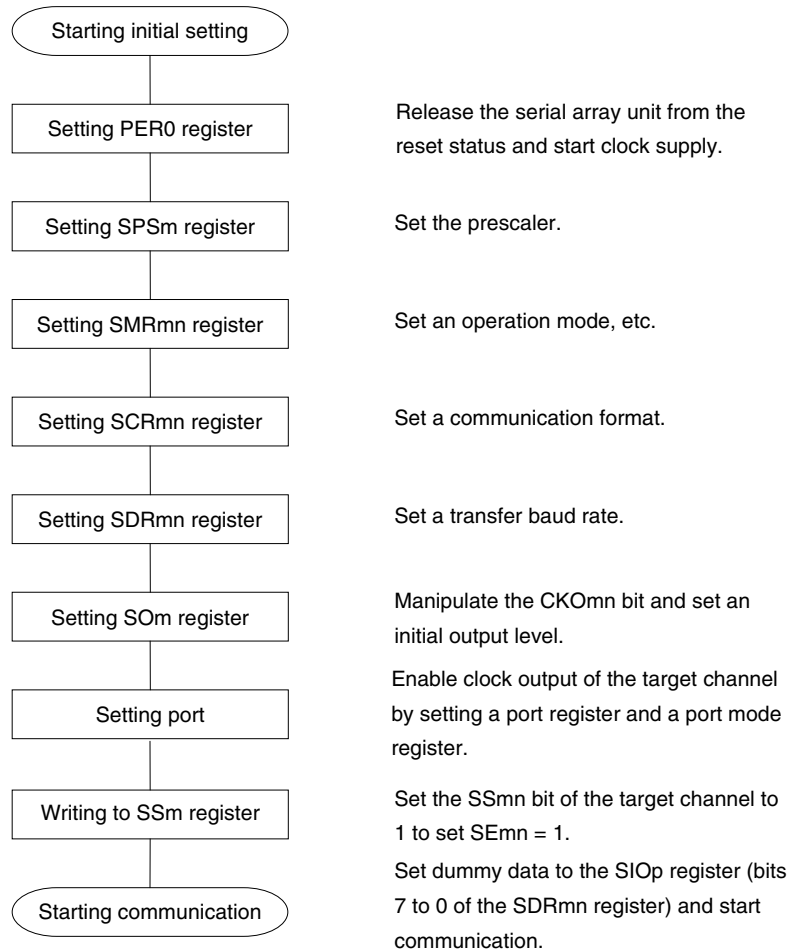 Starting initial setting
Setting PER0 register
Release the serial array unit from the
reset status and start clock supply.
Setting SPSm register
Set the prescaler.
Setting SMRmn register
Set an operation mode, etc.
Setting SCRmn register
Set a communication format.
Setting SDRmn register
Set a transfer baud rate.
Setting SOm register
Manipulate the CKOmn bit and set an
initial output level.
Setting port
Enable clock output of the target channel
by setting a port register and a port mode
register.
Writing to SSm register
Set the SSmn bit of the target channel to
1 to set SEmn = 1.
Starting communication
Set dummy data to the SIOp register (bits
7 to 0 of the SDRmn register) and start
communication.